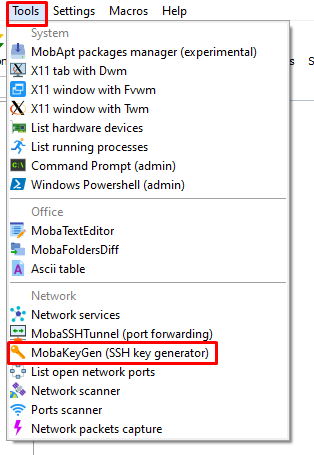 Tools Settings Macros Help
System
MobApt packages manager (experimental)
X11 tab with Dwm
X11 window with Fvwm
X11 window with Twm
List hardware devices
List running processes
Command Prompt (admin)
Windows Powershell (admin)
Office
MobaTextEditor
MobaFoldersDiff
Ascii table
Network
Network services
MobaSSHTunnel (port forwarding)
MobaKeyGen (SSH key generator)
List open network ports
Network scanner
Ports scanner
Network packets capture